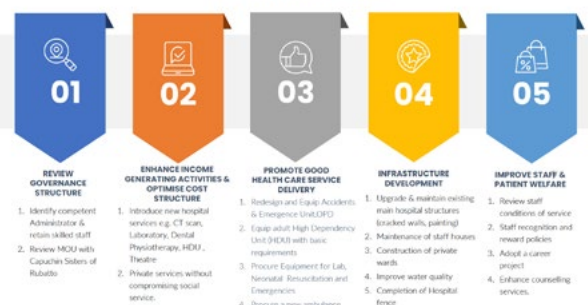 01
REVIEW
GOVERNANCE
STRUCTURE
1. Identify competent
Administrator &
retain skilled staff
2. Review MOU with
Capuchin Sisters of
02
ENHANCE INCOME
GENERATING ACTIVITIES &
OPTIMISE COST
STRUCTURE
1. Introduce new hospital
services e.g. CT scan,
Laboratory, Dental
Physiotherapy, HDU,
Theatre
2. Private services without
compromising social
service.
03
PROMOTE GOOD
HEALTH CARE SERVICE
DELIVERY
1. Redesign and Equip Accidents
& Emergence Unit,OPD
2. Equip adult High Dependency
Unit (HDU) with basic
requirements
3. Procure Equipment for Lab,
Neonatal Resuscitation and
Emergencies
4. Procure a new ambulance
04
INFRASTRUCTURE
DEVELOPMENT
1. Upgrade & maintain existing
main hospital structures
(cracked walls, painting)
2. Maintenance of staff houses
3. Construction of private
wards
4. Improve water quality
5. Completion of Hospital
fence
05
IMPROVE STAFF &
PATIENT WELFARE
1. Review staff
conditions of service
2. Staff recognition and
reward policies
3. Adopt a career
project
4. Enhance counselling
services.